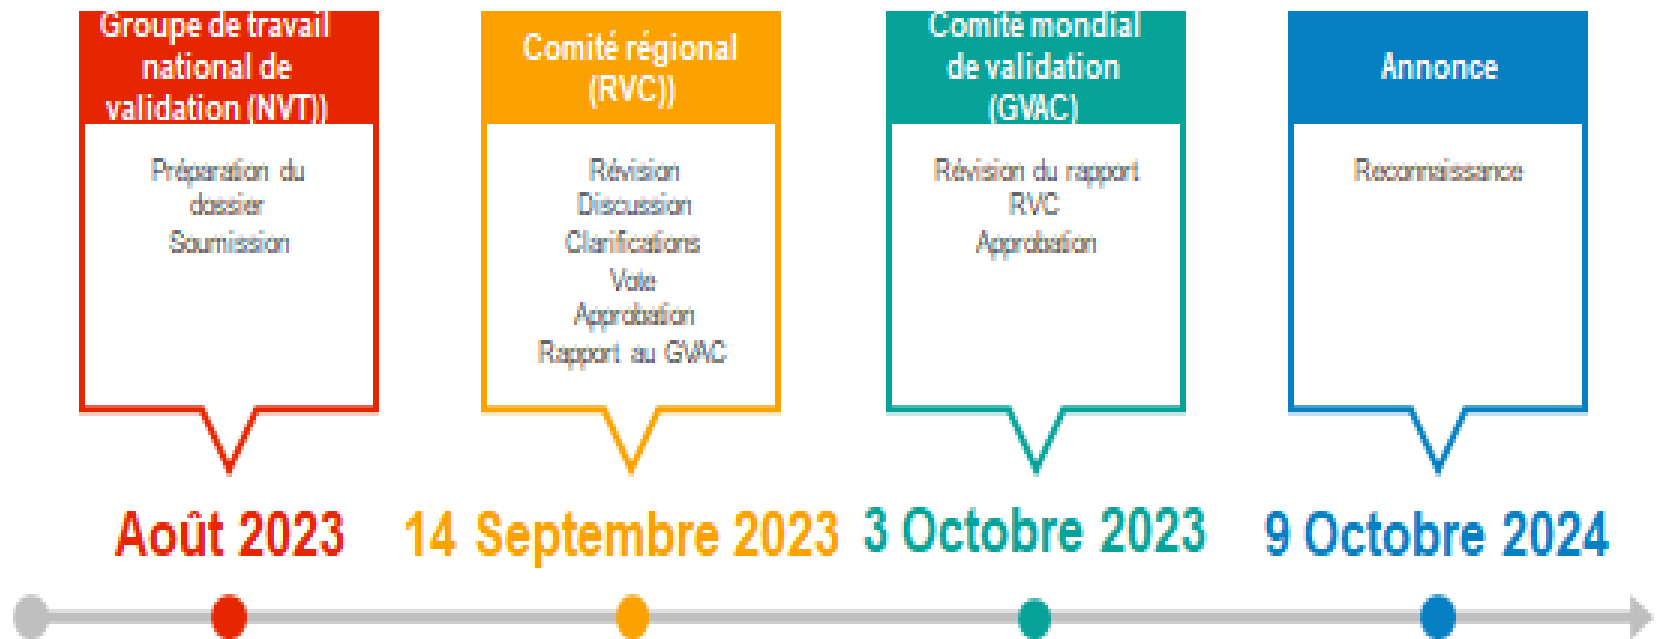 Groupe de travail
national de
validation (NVT))
Préparation du
dossier
Soumission
Août 2023
Comité régional
(RVC))
Révision
Discussion
Clarifications
Vote
Approbation
Rapport au GVAC
14 Septembre 2023
Comité mondial
de validation
(GVAC)
Révision du rapport
RVC
Approbation
3 Octobre 2023
Annonce
Reconnaissance
9 Octobre 2024